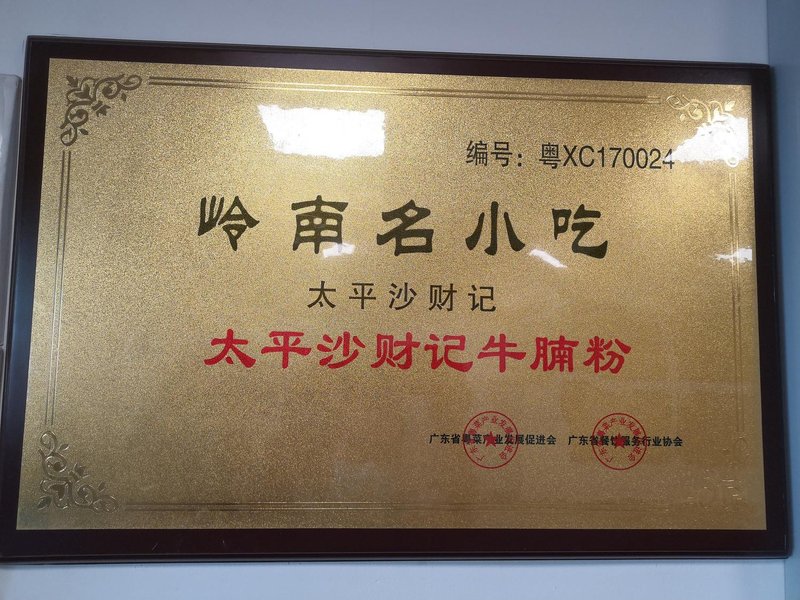 编号：粤XC170024
岭南名小吃
太平沙财记
太平沙财记牛腩粉
广东省粤菜产业发展促进会 广东省餐饮服务行业协会